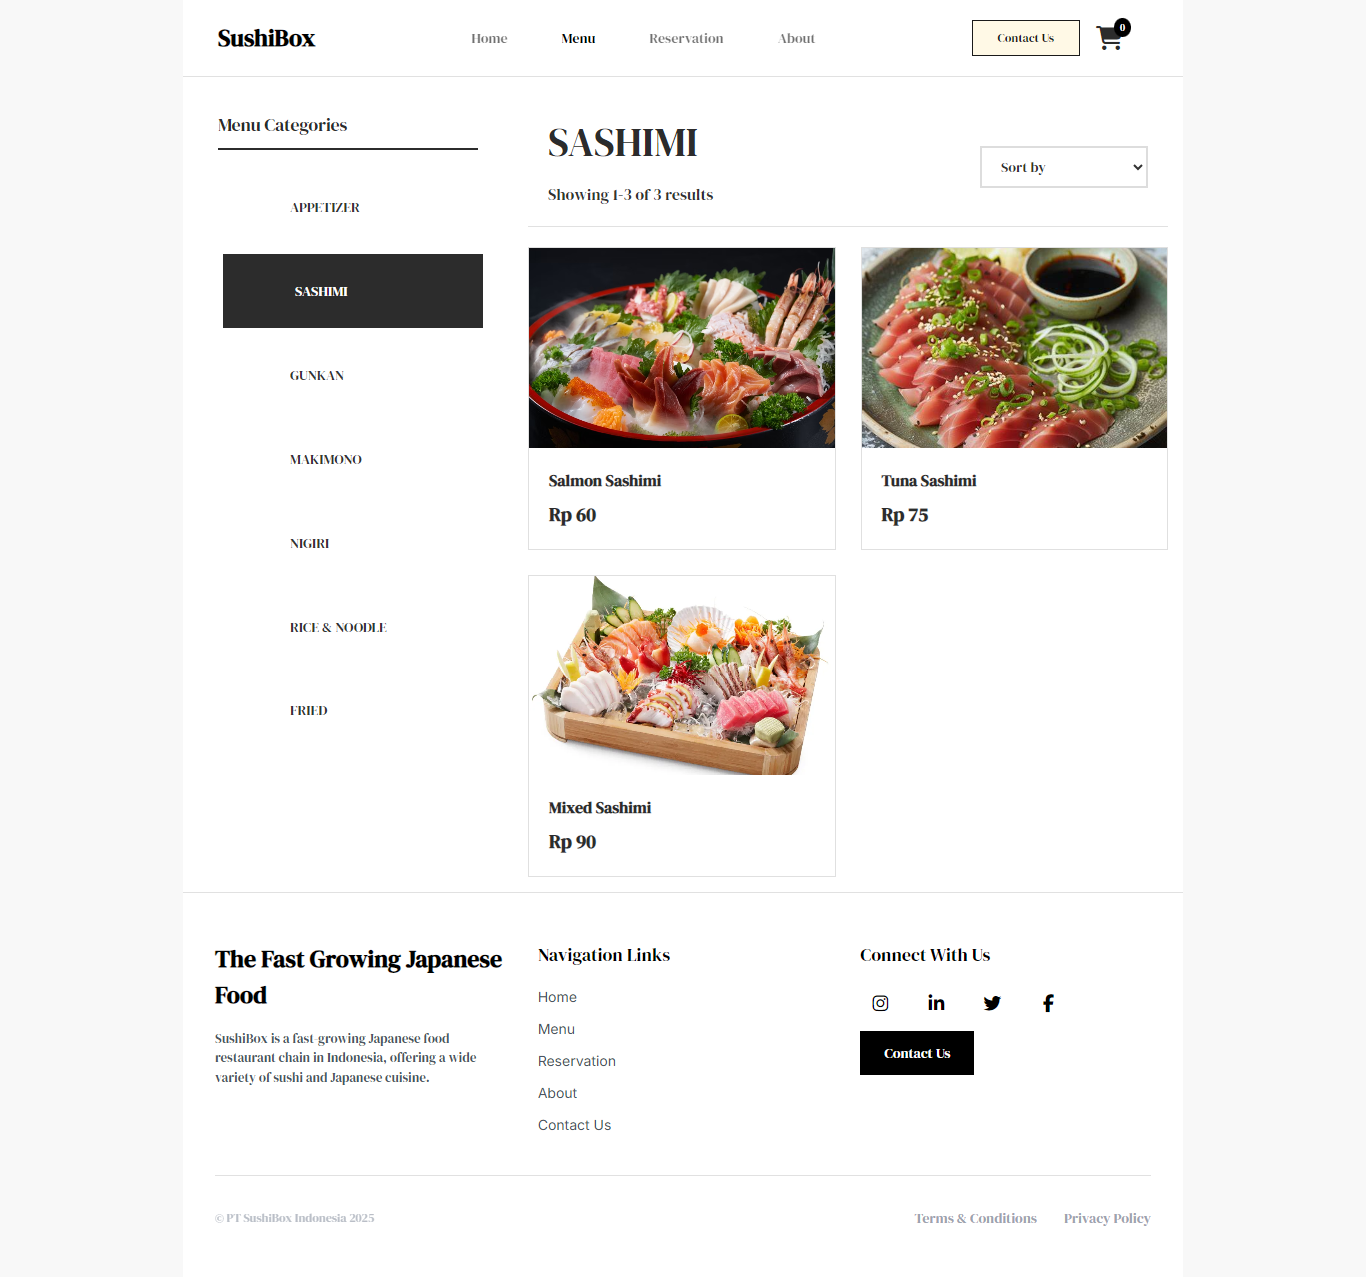 SushiBox
Home
Menu
Reservation
About
Contact Us
0
Menu Categories
APPETIZER
SASHIMI
GUNKAN
MAKIMONO
NIGIRI
RICE & NOODLE
FRIED
SASHIMI
Showing 1-3 of 3 results
Sort by
Salmon Sashimi
Rp 60
Tuna Sashimi
Rp 75
Mixed Sashimi
Rp 90
The Fast Growing Japanese
Food
SushiBox is a fast-growing Japanese food
restaurant chain in Indonesia, offering a wide
variety of sushi and Japanese cuisine.
Navigation Links
Home
Menu
Reservation
About
Contact Us
Connect With Us
Contact Us
© PT SushiBox Indonesia 2025
Terms & Conditions
Privacy Policy